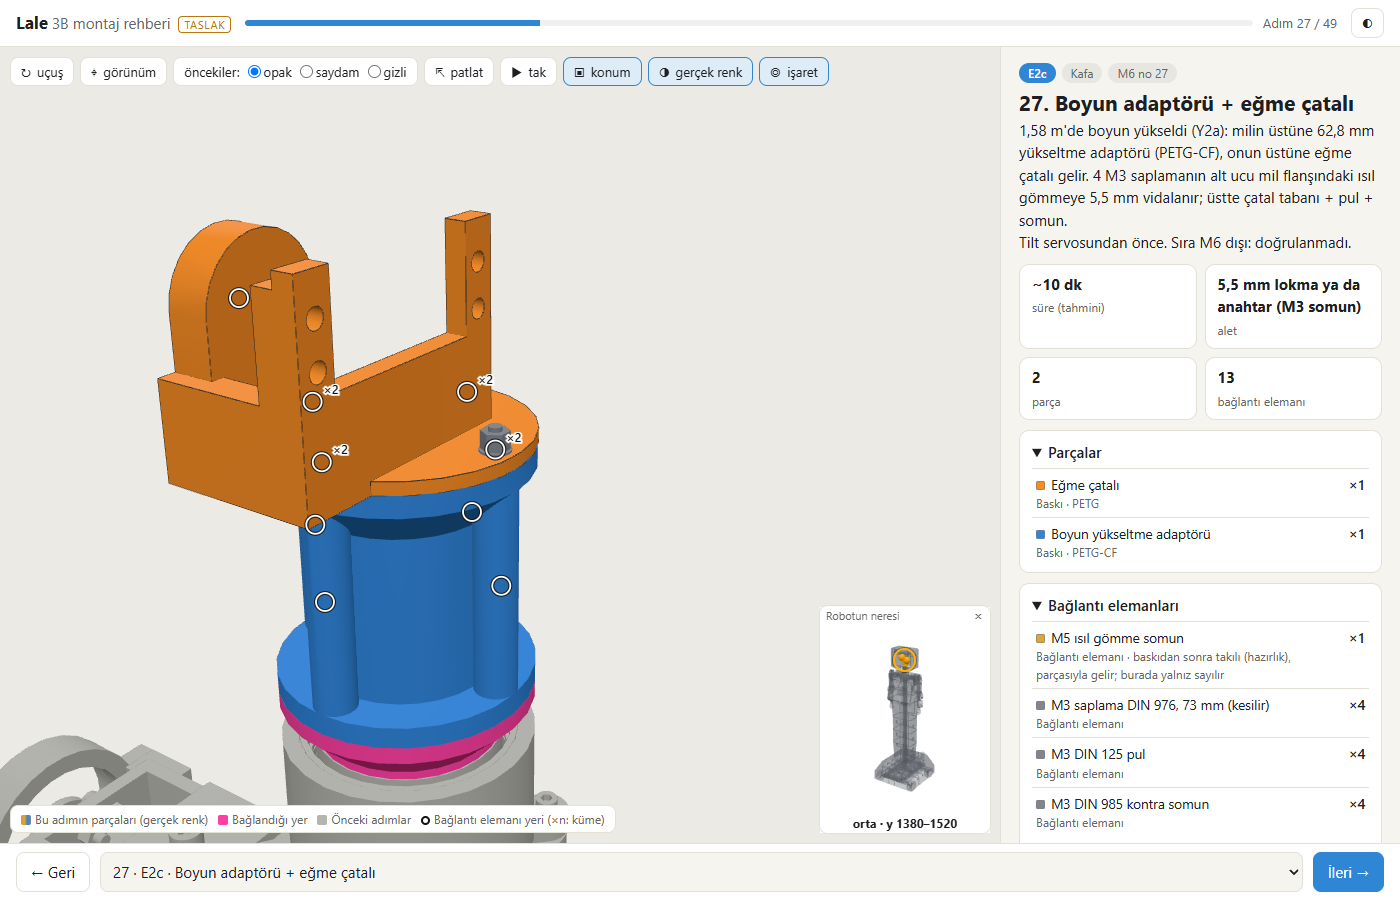 Lale 3B montaj rehberi TASLAK
Adım 27 / 49
↻ uçuş
⌖ görünüm
öncekiler: opak saydam gizli
⇱ patlat
▶ tak
▣ konum
◑ gerçek renk
◎ işaret
×2
×2
×2
×2
Robotun neresi ×
orta · y 1380–1520
Bu adımın parçaları (gerçek renk) Bağlandığı yer Önceki adımlar Bağlantı elemanı yeri (×n: küme)
E2c Kafa M6 no 27
27. Boyun adaptörü + eğme çatalı
1,58 m'de boyun yükseldi (Y2a): milin üstüne 62,8 mm
yükseltme adaptörü (PETG-CF), onun üstüne eğme
çatalı gelir. 4 M3 saplamanın alt ucu mil flanşındaki ısıl
gömmeye 5,5 mm vidalanır; üstte çatal tabanı + pul +
somun.
Tilt servosundan önce. Sıra M6 dışı: doğrulanmadı.
~10 dk
süre (tahmini)
5,5 mm lokma ya da
anahtar (M3 somun)
alet
2
parça
13
bağlantı elemanı
▼ Parçalar
Eğme çatalı ×1
Baskı · PETG
Boyun yükseltme adaptörü ×1
Baskı · PETG-CF
▼ Bağlantı elemanları
M5 ısıl gömme somun ×1
Bağlantı elemanı · baskıdan sonra takılı (hazırlık),
parçasıyla gelir; burada yalnız sayılır
M3 saplama DIN 976, 73 mm (kesilir) ×4
Bağlantı elemanı
M3 DIN 125 pul ×4
Bağlantı elemanı
M3 DIN 985 kontra somun ×4
Bağlantı elemanı
← Geri
27 · E2c · Boyun adaptörü + eğme çatalı
İleri →